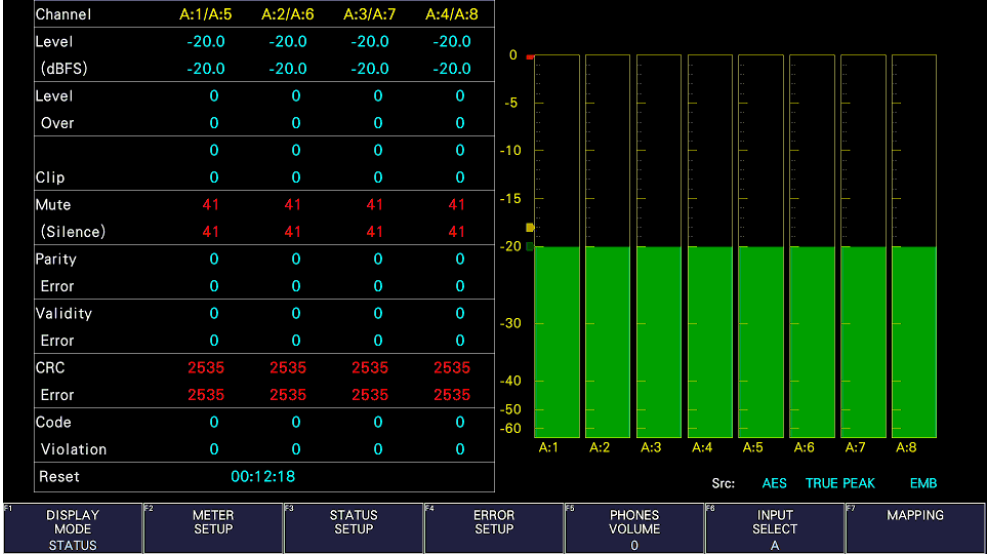 Channel A:1/A:5 A:2/A:6 A:3/A:7 A:4/A:8
Level -20.0 -20.0 -20.0 -20.0
(dBFS) -20.0 -20.0 -20.0 -20.0
Level 0 0 0 0
Over 0 0 0 0
0 0 0 0
Clip 0 0 0 0
Mute 41 41 41 41
(Silence) 41 41 41 41
Parity 0 0 0 0
Error 0 0 0 0
Validity 0 0 0 0
Error 0 0 0 0
CRC 2535 2535 2535 2535
Error 2535 2535 2535 2535
Code 0 0 0 0
Violation 0 0 0 0
Reset 00:12:18
0
-5
-10
-15
-20
-30
-40
-50
-60
A:1 A:2 A:3 A:4 A:5 A:6 A:7 A:8
Src: AES TRUE PEAK EMB
F1 DISPLAY
MODE
STATUS
F2 METER
SETUP
F3 STATUS
SETUP
F4 ERROR
SETUP
F5 PHONES
VOLUME
0
F6 INPUT
SELECT
A
F7 MAPPING